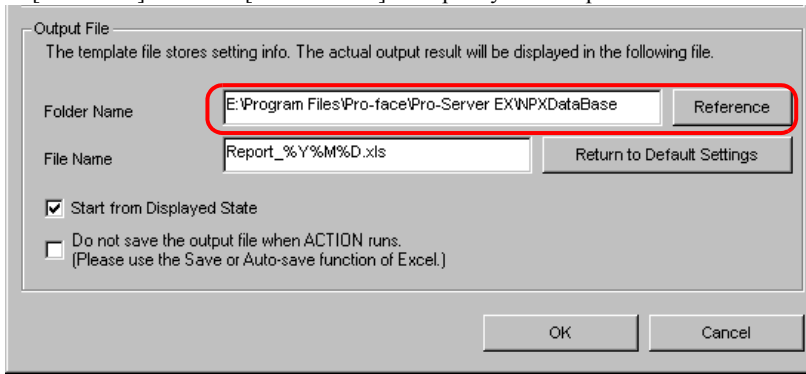 Output File
The template file stores setting info. The actual output result will be displayed in the following file.
Folder Name
E:\Program Files\Pro-face\Pro-Server EX\NPXDataBase
Reference
File Name
Report_%Y%M%D.xls
Return to Default Settings
Start from Displayed State
Do not save the output file when ACTION runs.
(Please use the Save or Auto-save function of Excel.)
OK
Cancel